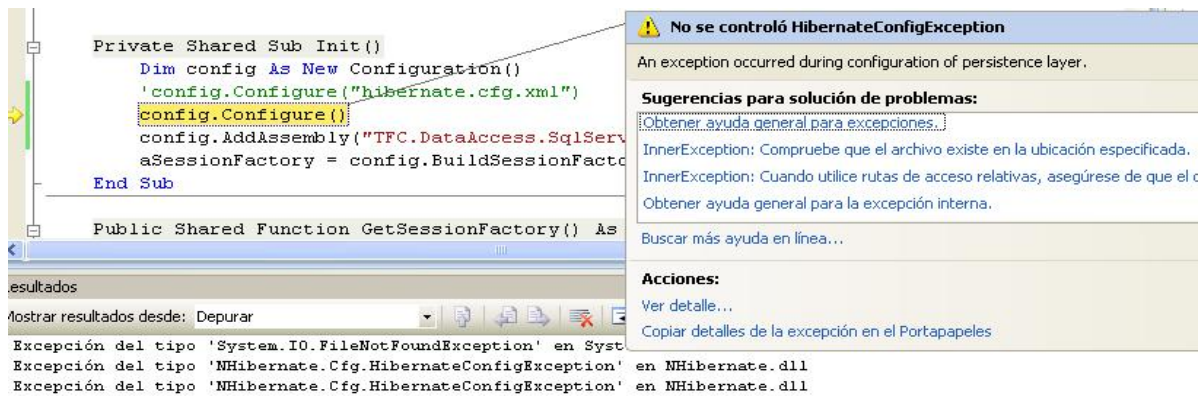 Private Shared Sub Init()
Dim config As New Configuration()
'config.Configure("hibernate.cfg.xml")
config.Configure()
config.AddAssembly("TFC.DataAccess.SqlServ
aSessionFactory = config.BuildSessionFacto
End Sub
Public Shared Function GetSessionFactory() As
No se controló HibernateConfigException
An exception occurred during configuration of persistence layer.
Sugerencias para solución de problemas:
Obtener ayuda general para excepciones.
InnerException: Compruebe que el archivo existe en la ubicación especificada.
InnerException: Cuando utilice rutas de acceso relativas, asegúrese de que el d
Obtener ayuda general para la excepción interna.
Buscar más ayuda en línea...
Acciones:
Ver detalle...
Copiar detalles de la excepción en el Portapapeles
esultados
Mostrar resultados desde: Depurar
Excepción del tipo 'System.IO.FileNotFoundException' en Syst
Excepción del tipo 'NHibernate.Cfg.HibernateConfigException' en NHibernate.dll
Excepción del tipo 'NHibernate.Cfg.HibernateConfigException' en NHibernate.dll